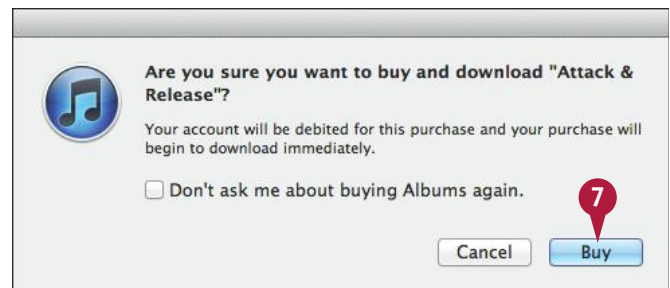 Are you sure you want to buy and download "Attack &
Release"?
Your account will be debited for this purchase and your purchase will
begin to download immediately.
Don't ask me about buying Albums again.
7
Cancel Buy